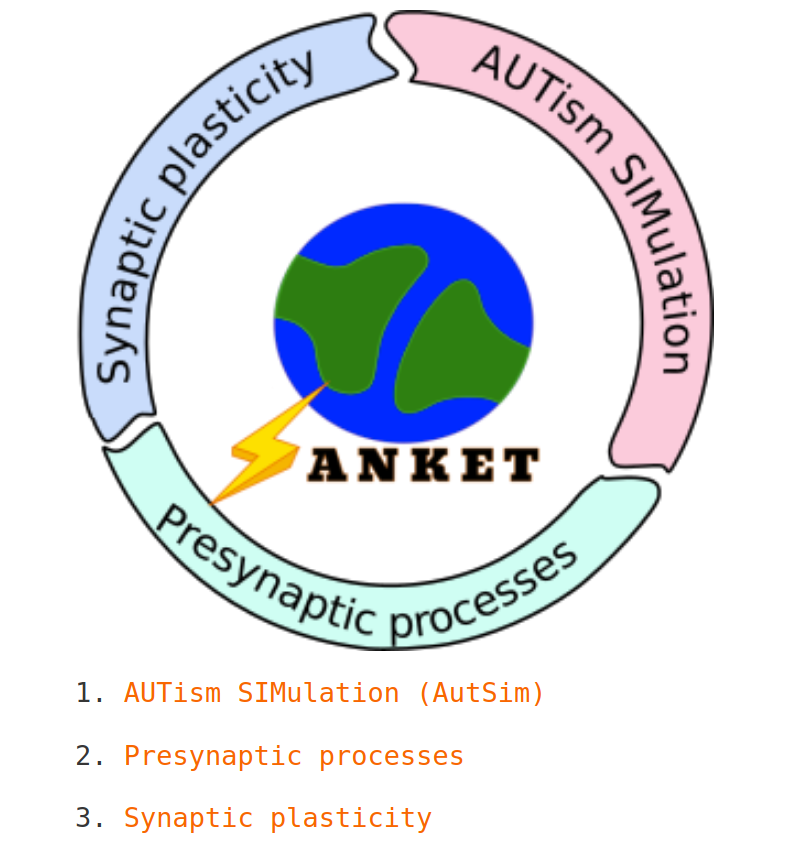 Synaptic plasticity
AUTism SIMulation
ANKET
Presynaptic processes
1. AUTism SIMulation (AutSim)
2. Presynaptic processes
3. Synaptic plasticity